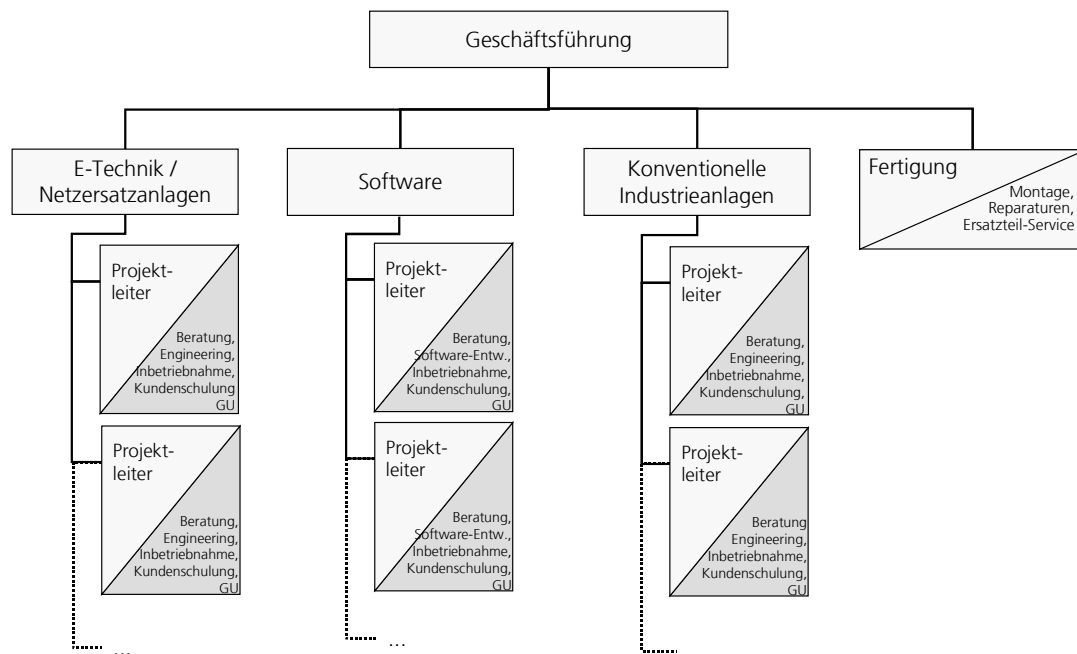 Geschäftsführung
E-Technik /
Netzersatzanlagen
Software
Konventionelle
Industrieanlagen
Fertigung
Montage,
Reparaturen,
Ersatzteil-Service
Projekt-
leiter
Beratung,
Engineering,
Inbetriebnahme,
Kundenschulung
GU
Projekt-
leiter
Beratung,
Software-Entw.,
Inbetriebnahme,
Kundenschulung,
GU
Projekt-
leiter
Beratung,
Engineering,
Inbetriebnahme,
Kundenschulung,
GU
Projekt-
leiter
Beratung,
Engineering,
Inbetriebnahme,
Kundenschulung,
GU
Projekt-
leiter
Beratung,
Software-Entw.,
Inbetriebnahme,
Kundenschulung,
GU
Projekt-
leiter
Beratung
Engineering,
Inbetriebnahme,
Kundenschulung,
GU
...
...